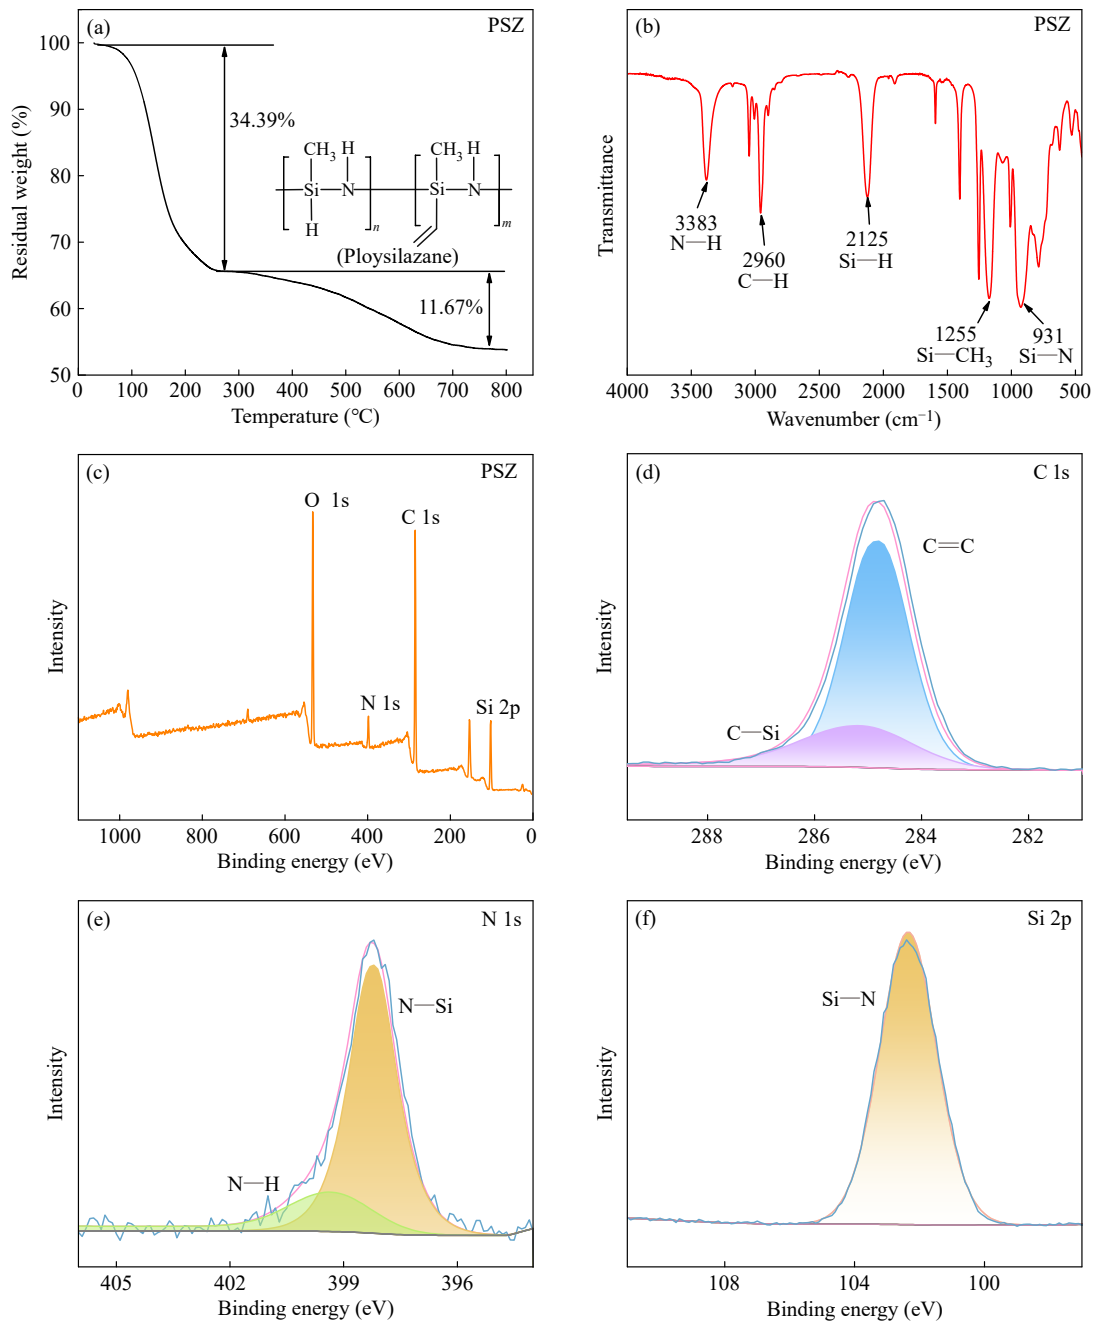 (a)
PSZ
100
90
80
70
60
50
34.39%
11.67%
CH₃ H
Si—N
H
n
CH₃ H
Si—N
m
(Ploysilazane)
Residual weight (%)
0 100 200 300 400 500 600 700 800
Temperature (℃)
(b)
PSZ
3383
N—H
2960
C—H
2125
Si—H
1255
Si—CH₃
931
Si—N
Transmittance
4000 3500 3000 2500 2000 1500 1000 500
Wavenumber (cm⁻¹)
(c)
PSZ
O 1s
C 1s
N 1s
Si 2p
Intensity
1000 800 600 400 200 0
Binding energy (eV)
(d)
C 1s
C=C
C—Si
Intensity
288 286 284 282
Binding energy (eV)
(e)
N 1s
N—Si
N—H
Intensity
405 402 399 396
Binding energy (eV)
(f)
Si 2p
Si—N
Intensity
108 104 100
Binding energy (eV)